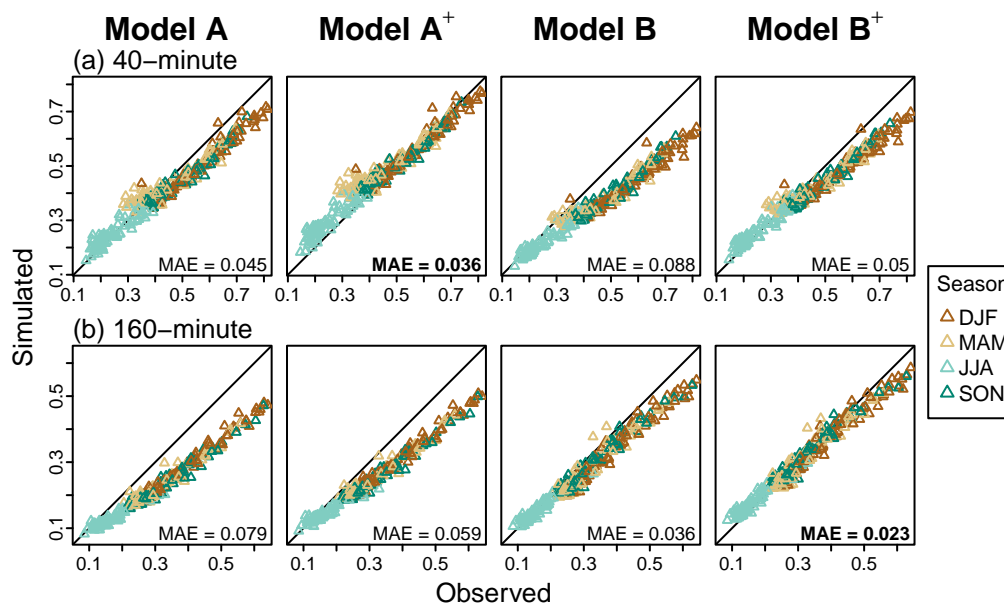 Model A Model A+ Model B Model B+
(a) 40−minute
0.1 0.3 0.5 0.7
MAE = 0.045 MAE = 0.036 MAE = 0.088 MAE = 0.05
0.1 0.3 0.5 0.7 0.1 0.3 0.5 0.7 0.1 0.3 0.5 0.7 0.1 0.3 0.5 0.7
Simulated
Season
DJF
MAM
JJA
SON
(b) 160−minute
0.1 0.3 0.5
MAE = 0.079 MAE = 0.059 MAE = 0.036 MAE = 0.023
0.1 0.3 0.5 0.1 0.3 0.5 0.1 0.3 0.5 0.1 0.3 0.5
Observed